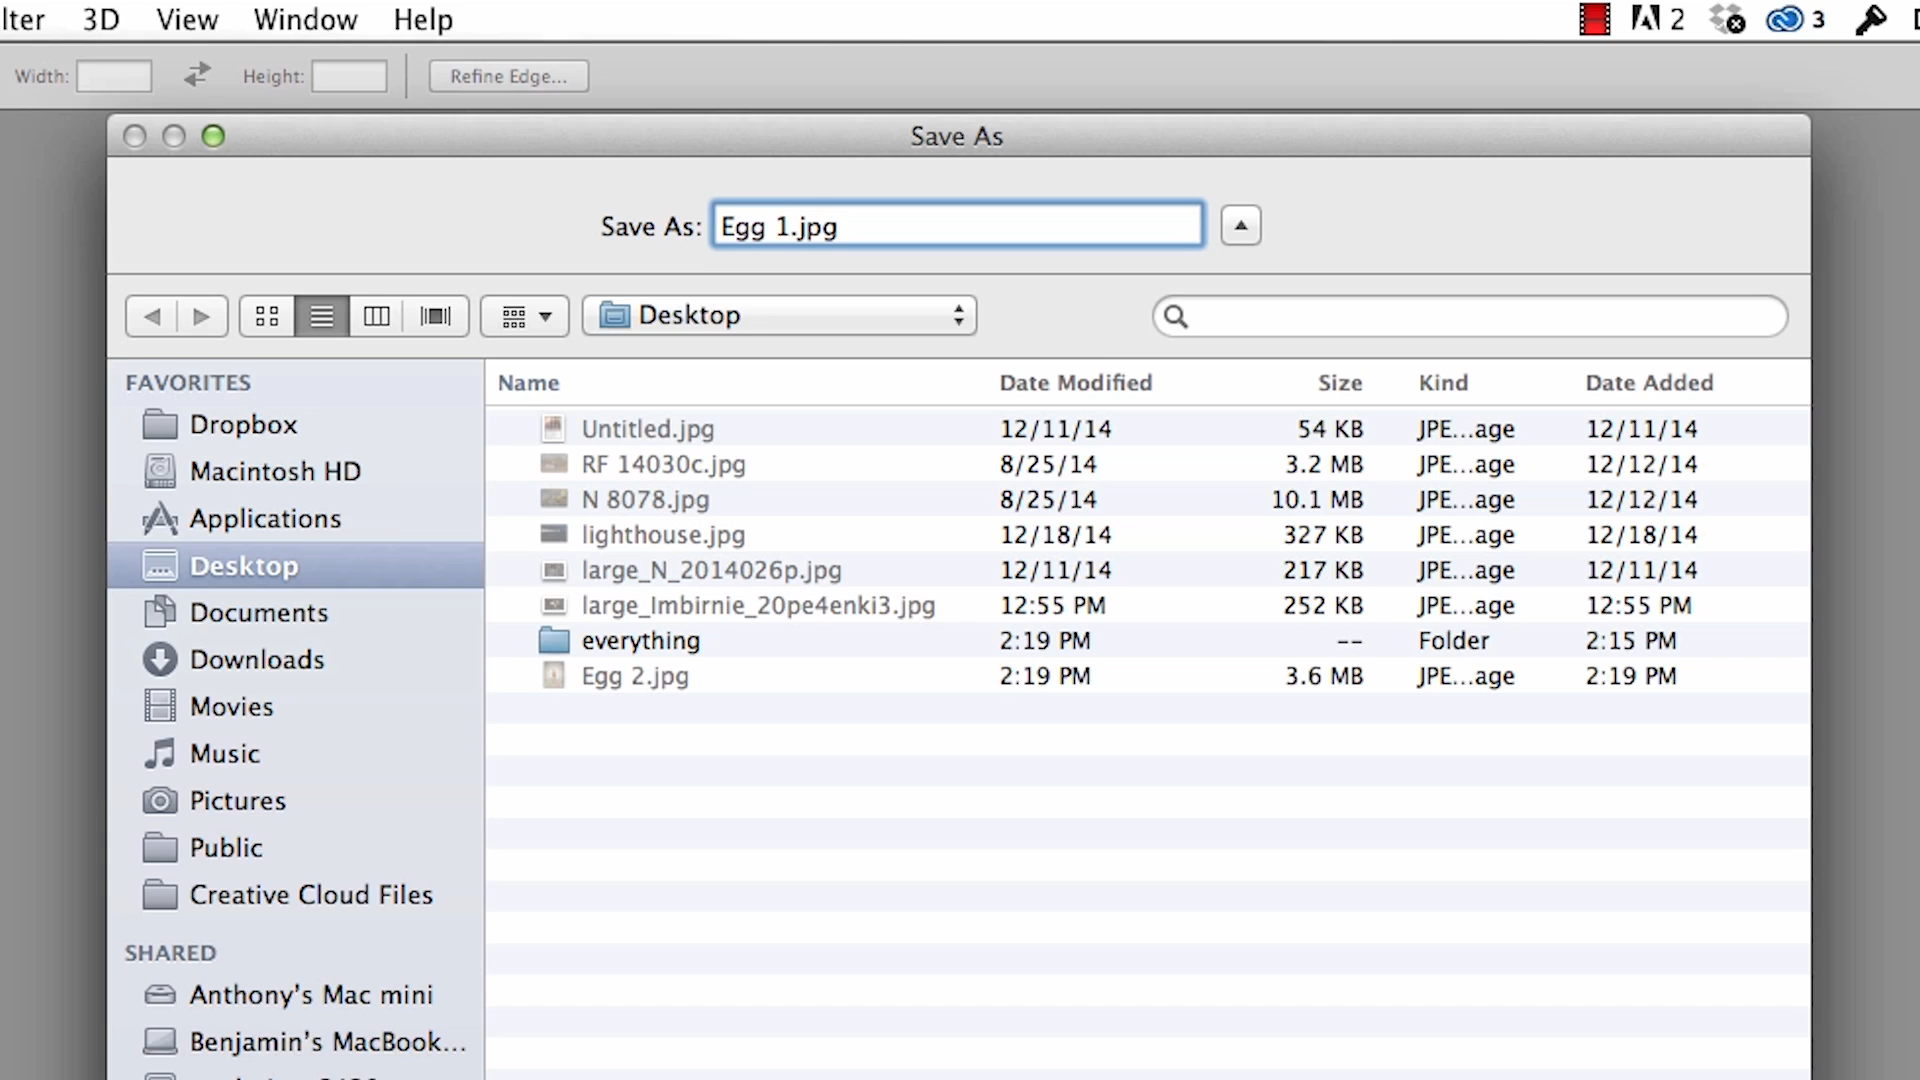 lter 3D View Window Help 2 3
Width: Height: Refine Edge...
Save As
Save As: Egg 1.jpg
Desktop
FAVORITES
Dropbox
Macintosh HD
Applications
Desktop
Documents
Downloads
Movies
Music
Pictures
Public
Creative Cloud Files
SHARED
Anthony's Mac mini
Benjamin's MacBook...
Name Date Modified Size Kind Date Added
Untitled.jpg 12/11/14 54 KB JPE...age 12/11/14
RF 14030c.jpg 8/25/14 3.2 MB JPE...age 12/12/14
N 8078.jpg 8/25/14 10.1 MB JPE...age 12/12/14
lighthouse.jpg 12/18/14 327 KB JPE...age 12/18/14
large_N_2014026p.jpg 12/11/14 217 KB JPE...age 12/11/14
large_Imbirnie_20pe4enki3.jpg 12:55 PM 252 KB JPE...age 12:55 PM
everything 2:19 PM -- Folder 2:15 PM
Egg 2.jpg 2:19 PM 3.6 MB JPE...age 2:19 PM